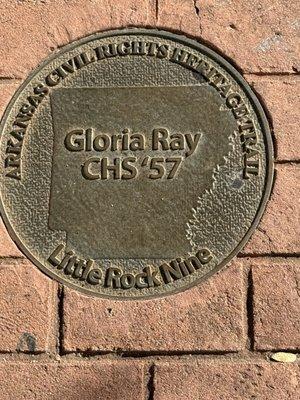 ARKANSAS CIVIL RIGHTS HERITAGE TRAIL
Gloria Ray
CHS '57
Little Rock Nine